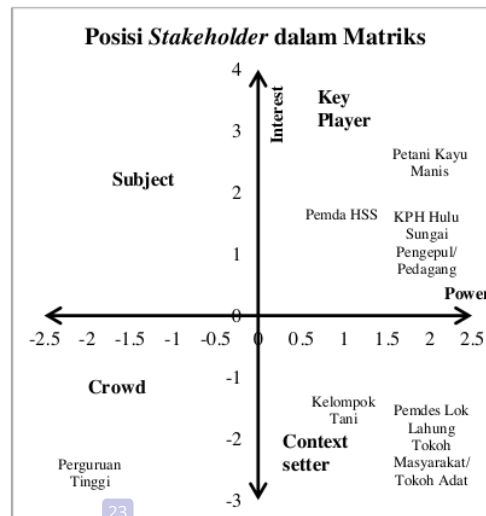 Posisi Stakeholder dalam Matriks
4
Interest
Key
Player
3
Petani Kayu
Manis
Subject
2
Pemda HSS
KPH Hulu
Sungai
Pengepul/
Pedagang
1
Power
0
-2.5 -2 -1.5 -1 -0.5 0 0.5 1 1.5 2 2.5
-1
Crowd
Kelompok
Tani
Pemdes Lok
Lahung
Tokoh
Masyarakat/
Tokoh Adat
-2
Context
setter
Perguruan
Tinggi
-3
23